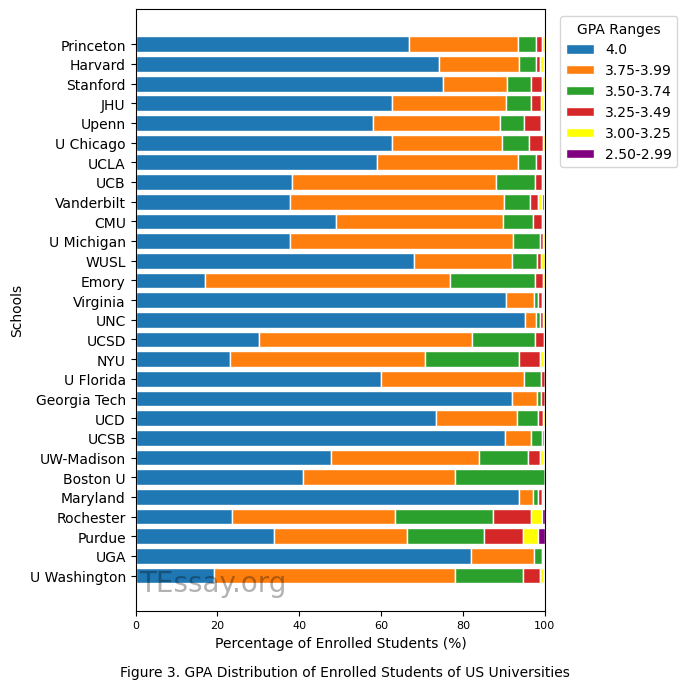 GPA Ranges
4.0
3.75-3.99
3.50-3.74
3.25-3.49
3.00-3.25
2.50-2.99
Schools
Princeton
Harvard
Stanford
JHU
Upenn
U Chicago
UCLA
UCB
Vanderbilt
CMU
U Michigan
WUSL
Emory
Virginia
UNC
UCSD
NYU
U Florida
Georgia Tech
UCD
UCSB
UW-Madison
Boston U
Maryland
Rochester
Purdue
UGA
U Washington
TEssay.org
0 20 40 60 80 100
Percentage of Enrolled Students (%)
Figure 3. GPA Distribution of Enrolled Students of US Universities